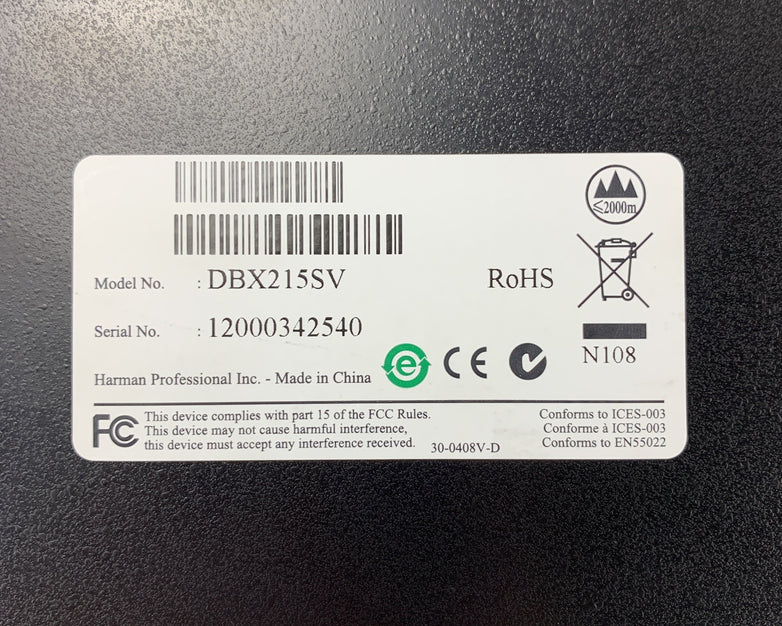 ≤2000m
Model No. : DBX215SV
RoHS
Serial No. : 12000342540
N108
Harman Professional Inc. - Made in China
e
CE
FC
This device complies with part 15 of the FCC Rules.
This device may not cause harmful interference,
this device must accept any interference received.
30-0408V-D
Conforms to ICES-003
Conforme à ICES-003
Conforms to EN55022